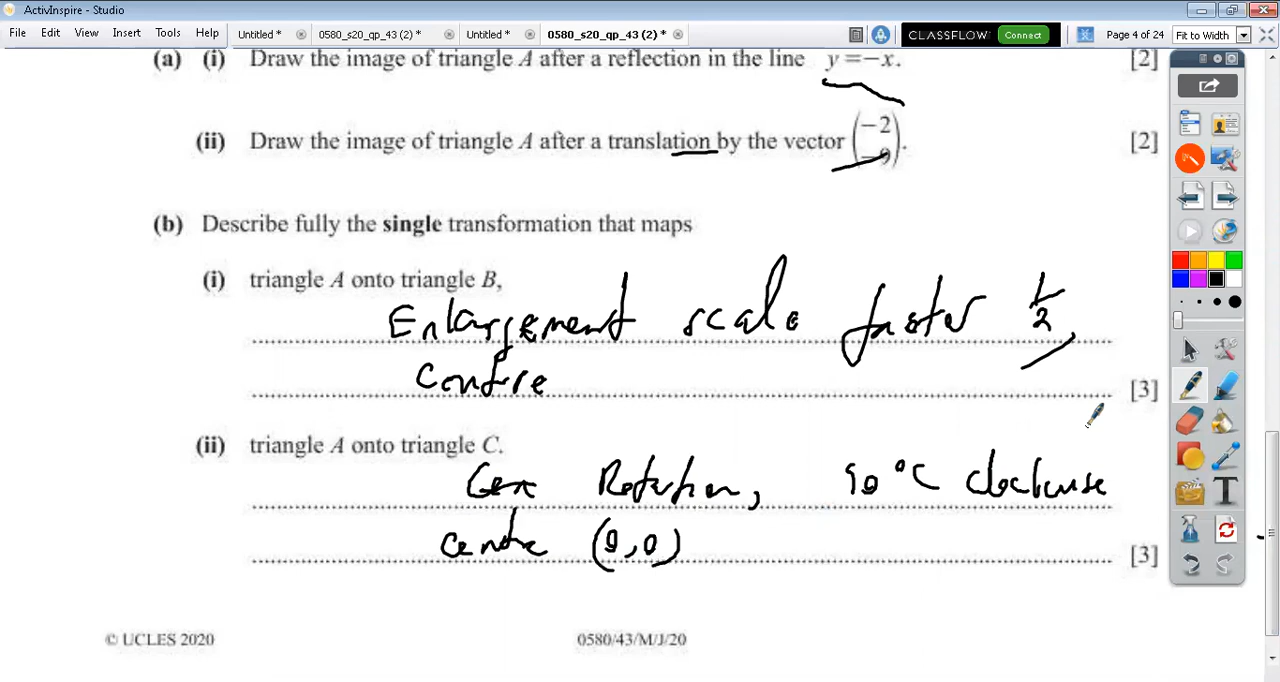 ActivInspire - Studio
File Edit View Insert Tools Help Untitled * 0580_s20_qp_43 (2) * Untitled * 0580_s20_qp_43 (2) * CLASSFLOW Connect Page 4 of 24 Fit to Width
(a) (i) Draw the image of triangle A after a reflection in the line y = −x. [2]
(ii) Draw the image of triangle A after a translation by the vector (−2 −9). [2]
(b) Describe fully the single transformation that maps
(i) triangle A onto triangle B,
Enlargement scale factor 1/2,
Centre
[3]
(ii) triangle A onto triangle C.
Rotation, 90°C clockwise
centre (0,0)
[3]
© UCLES 2020 0580/43/M/J/20